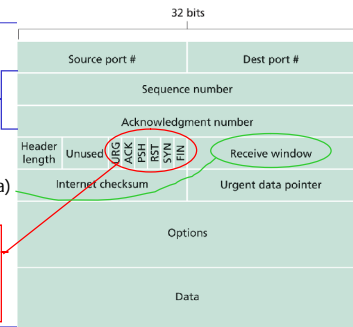 32 bits
Source port # Dest port #
Sequence number
Acknowledgment number
Header length Unused URG ACK PSH RST SYN FIN Receive window
a)
Internet checksum Urgent data pointer
Options
Data